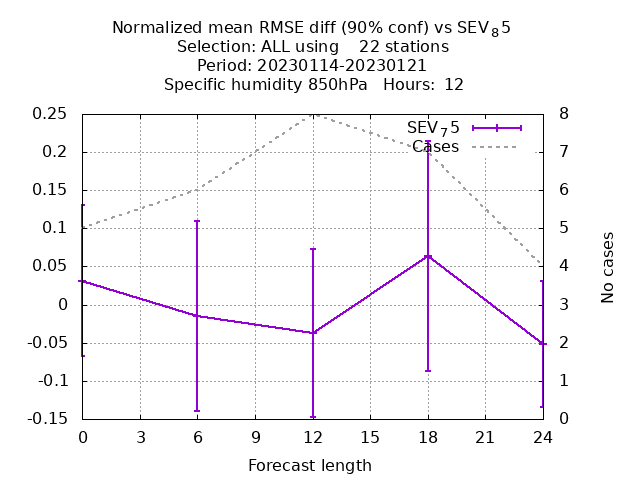 Normalized mean RMSE diff (90% conf) vs SEV₈5
Selection: ALL using    22 stations
Period: 20230114-20230121
Specific humidity 850hPa   Hours:  12
SEV₇5
Cases
0.25
0.2
0.15
0.1
0.05
0
-0.05
-0.1
-0.15
8
7
6
5
4
3
2
1
0
No cases
0 3 6 9 12 15 18 21 24
Forecast length